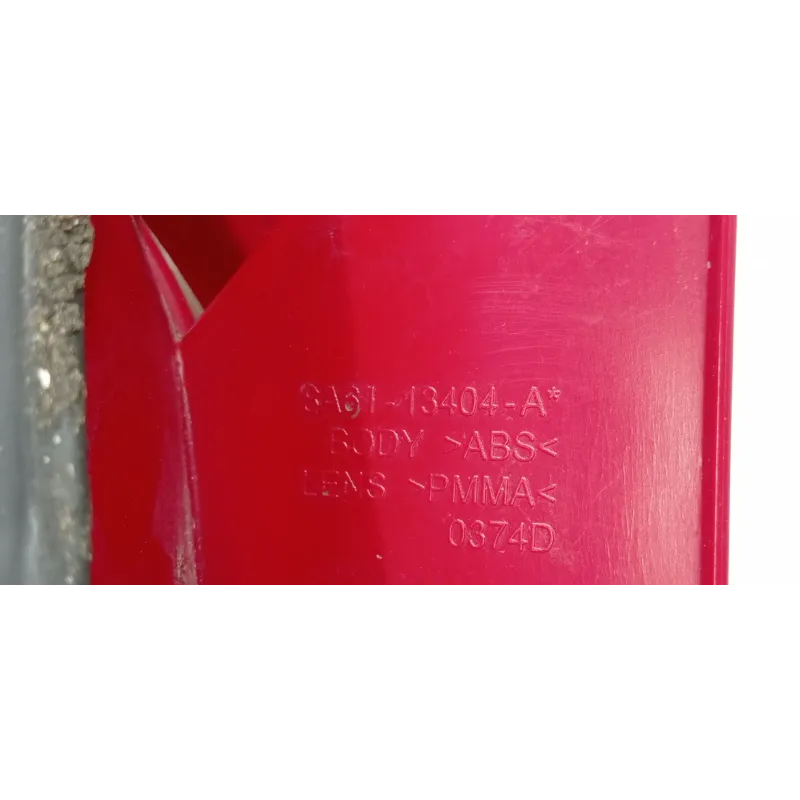 8A61-13404-A*
BODY >ABS<
LENS >PMMA<
0374D